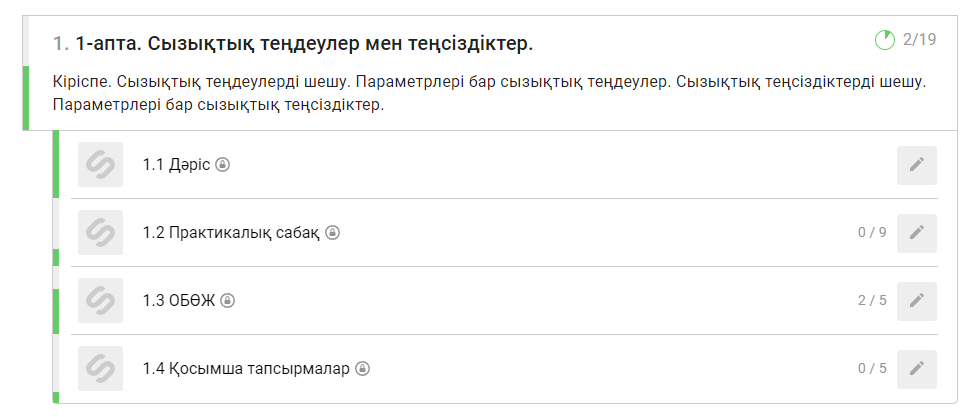 1. 1-апта. Сызықтық теңдеулер мен теңсіздіктер.
2/19
Кіріспе. Сызықтық теңдеулерді шешу. Параметрлері бар сызықтық теңдеулер. Сызықтық теңсіздіктерді шешу.
Параметрлері бар сызықтық теңсіздіктер.
1.1 Дәріс
1.2 Практикалық сабақ
0 / 9
1.3 ОБӨЖ
2 / 5
1.4 Қосымша тапсырмалар
0 / 5